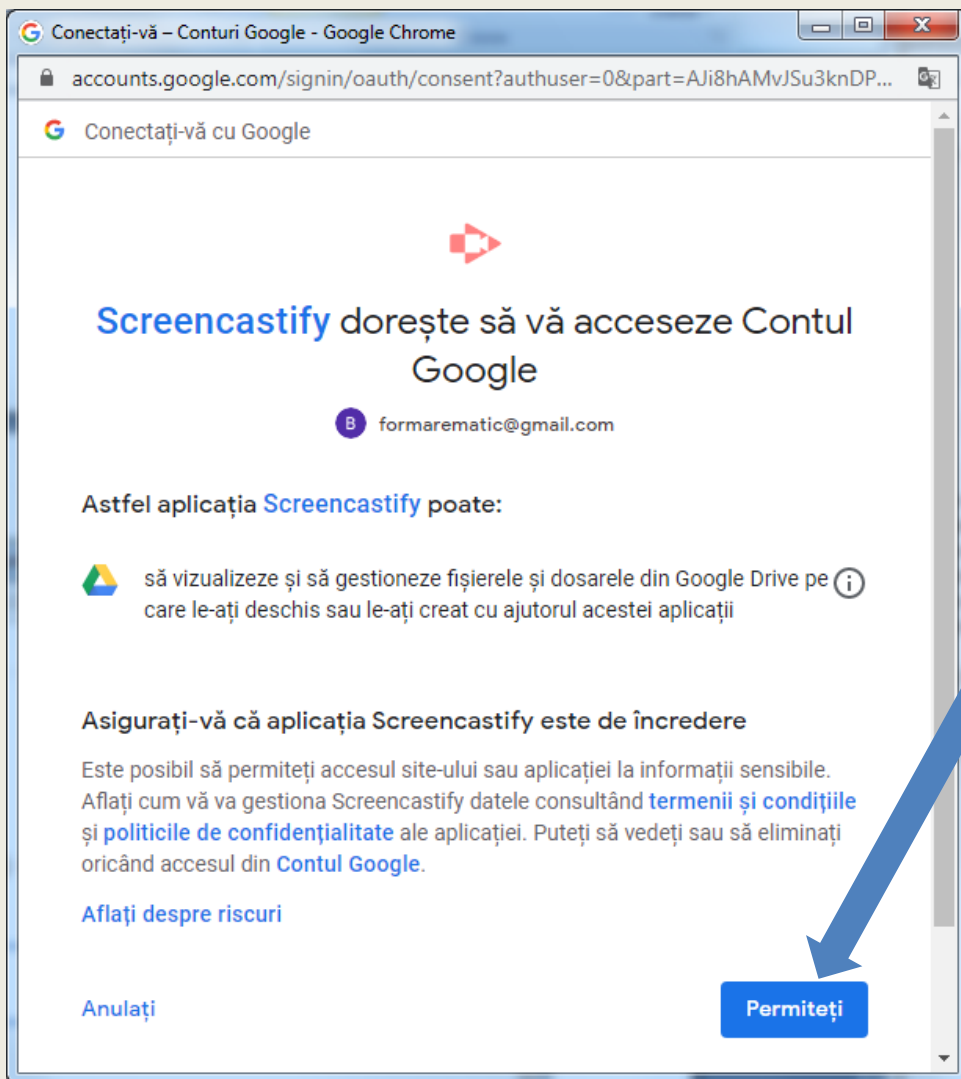 Conectați-vă – Conturi Google - Google Chrome
accounts.google.com/signin/oauth/consent?authuser=0&part=AJi8hAMvJSu3knDP...
Conectați-vă cu Google
Screencastify dorește să vă acceseze Contul
Google
B formarematic@gmail.com
Astfel aplicația Screencastify poate:
să vizualizeze și să gestioneze fișierele și dosarele din Google Drive pe
care le-ați deschis sau le-ați creat cu ajutorul acestei aplicații
Asigurați-vă că aplicația Screencastify este de încredere
Este posibil să permiteți accesul site-ului sau aplicației la informații sensibile.
Aflați cum vă va gestiona Screencastify datele consultând termenii și condițiile
și politicile de confidențialitate ale aplicației. Puteți să vedeți sau să eliminați
oricând accesul din Contul Google.
Aflați despre riscuri
Anulați
Permiteți